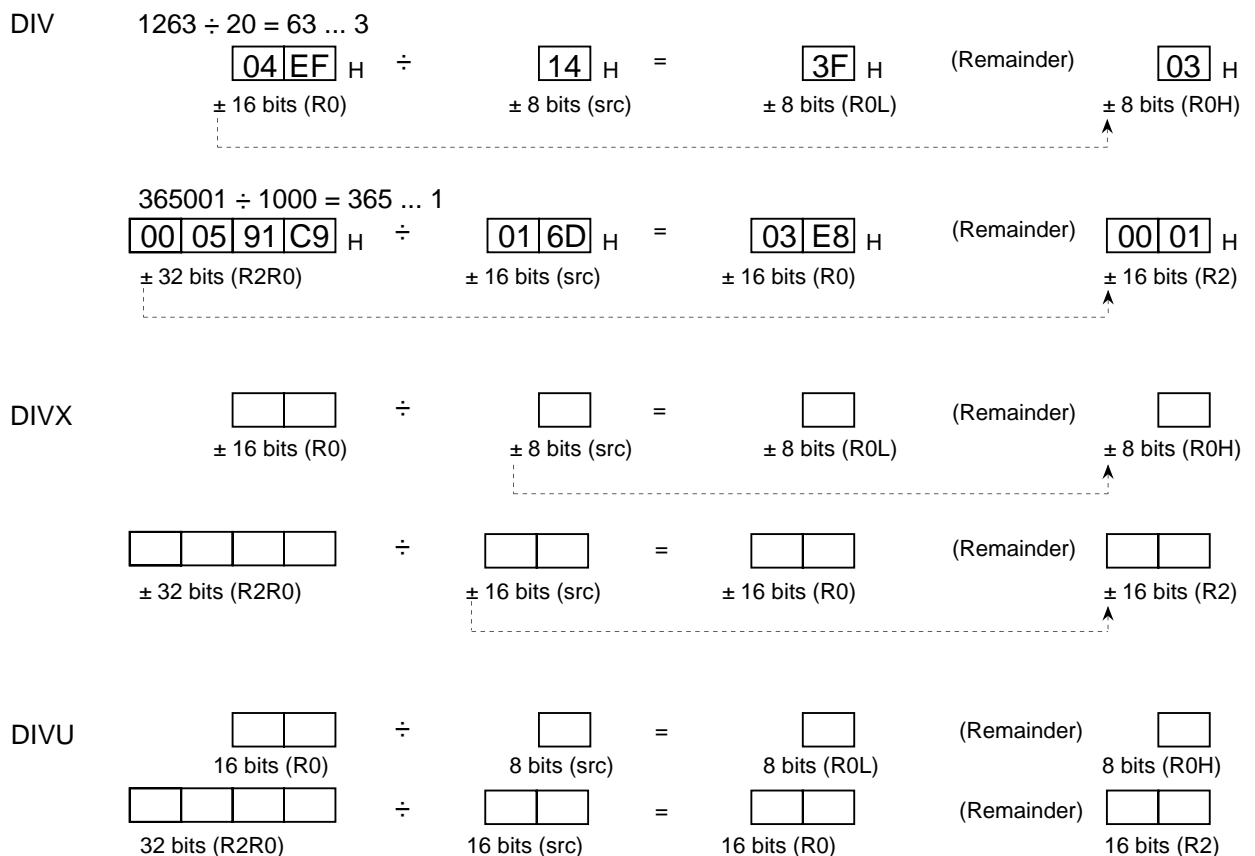 DIV 1263 ÷ 20 = 63 ... 3
04 EF H ÷ 14 H = 3F H (Remainder) 03 H
± 16 bits (R0) ± 8 bits (src) ± 8 bits (R0L) ± 8 bits (R0H)
365001 ÷ 1000 = 365 ... 1
00 05 91 C9 H ÷ 01 6D H = 03 E8 H (Remainder) 00 01 H
± 32 bits (R2R0) ± 16 bits (src) ± 16 bits (R0) ± 16 bits (R2)
DIVX ÷ = (Remainder)
± 16 bits (R0) ± 8 bits (src) ± 8 bits (R0L) ± 8 bits (R0H)
÷ = (Remainder)
± 32 bits (R2R0) ± 16 bits (src) ± 16 bits (R0) ± 16 bits (R2)
DIVU ÷ = (Remainder)
16 bits (R0) 8 bits (src) 8 bits (R0L) 8 bits (R0H)
÷ = (Remainder)
32 bits (R2R0) 16 bits (src) 16 bits (R0) 16 bits (R2)